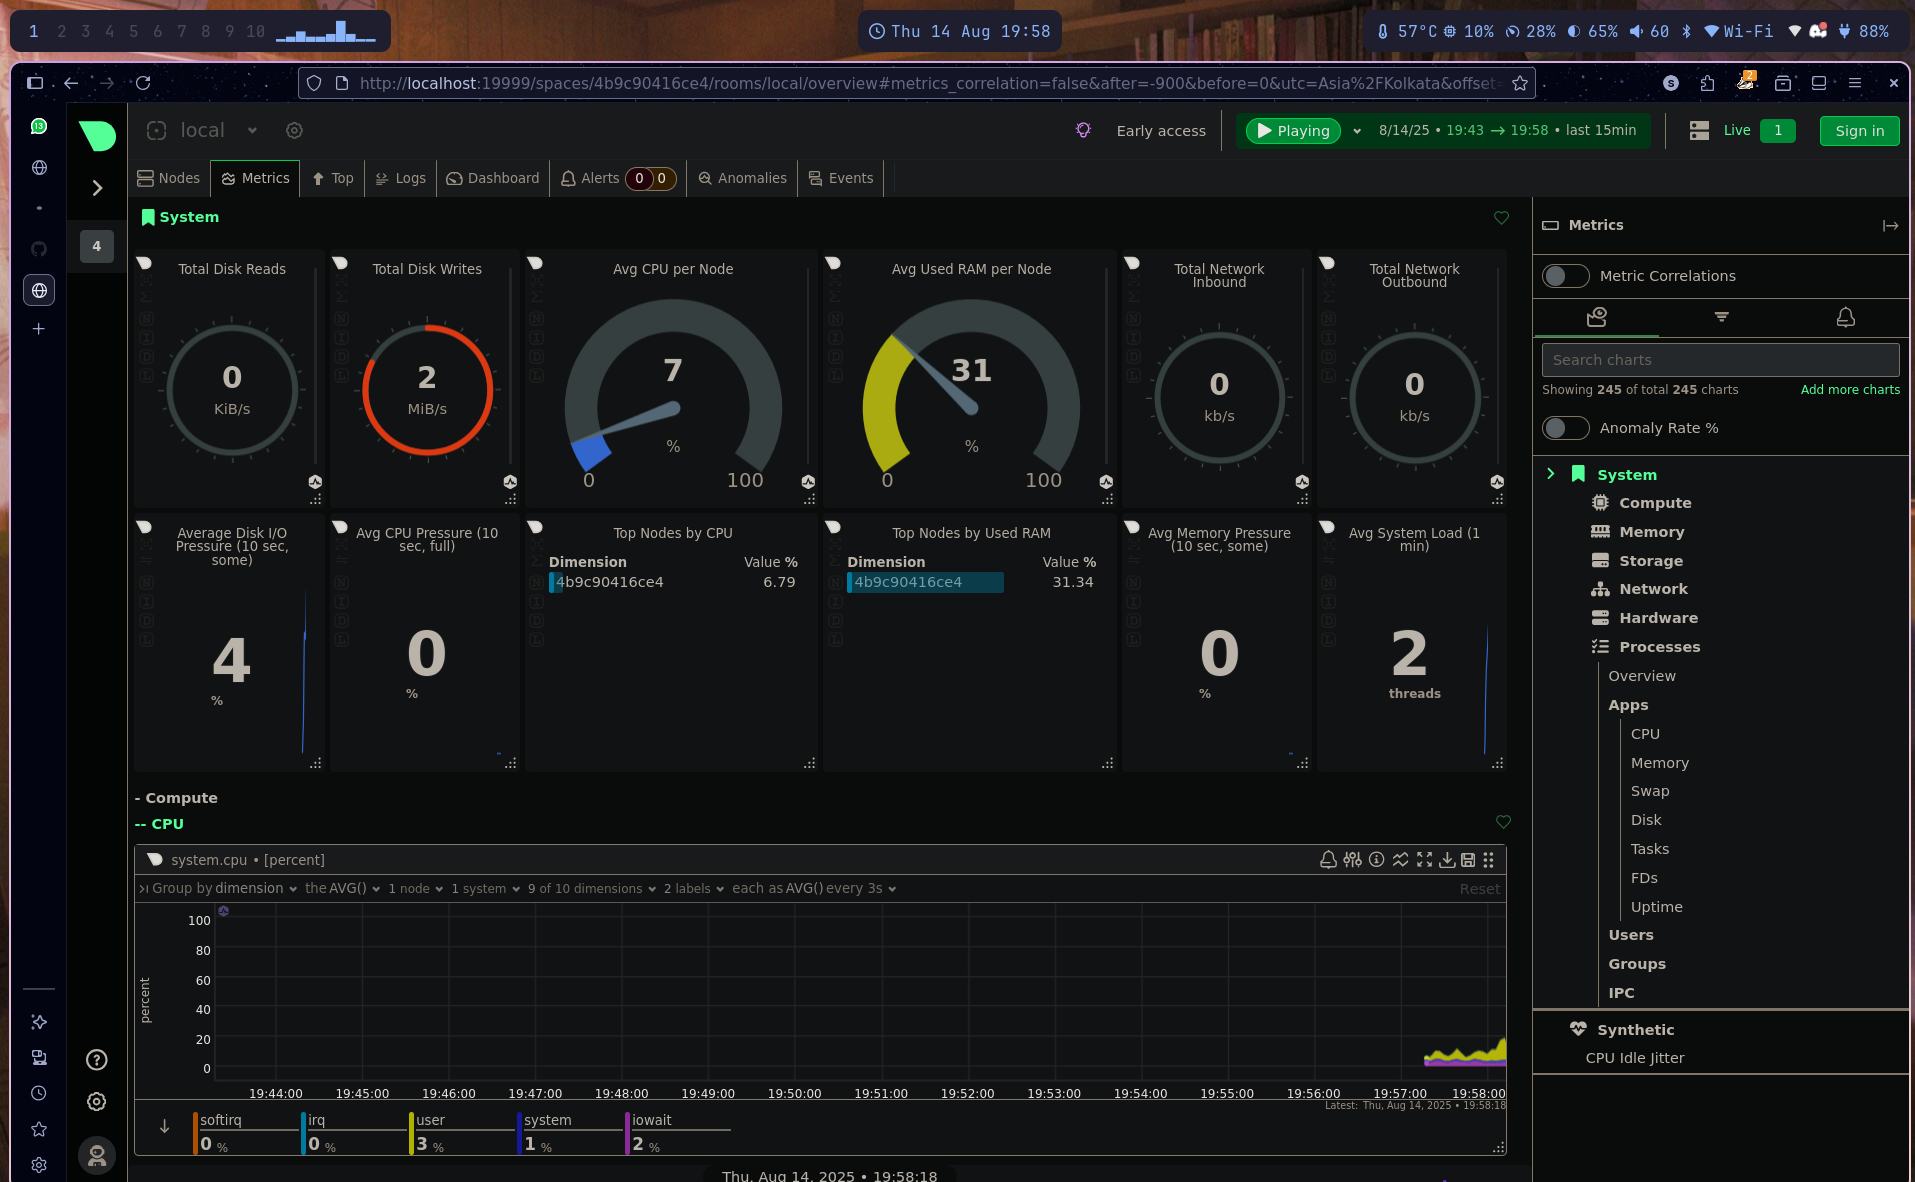 1 2 3 4 5 6 7 8 9 10
Thu 14 Aug 19:58
57°C 10% 28% 65% 60 Wi-Fi 88%
http://localhost:19999/spaces/4b9c90416ce4/rooms/local/overview#metrics_correlation=false&after=-900&before=0&utc=Asia%2FKolkata&offset=
S
2
13
4
local
Early access
Playing
8/14/25 • 19:43 → 19:58 • last 15min
Live 1
Sign in
Nodes Metrics Top Logs Dashboard Alerts 0 0 Anomalies Events
System
Total Disk Reads
0
KiB/s
Total Disk Writes
2
MiB/s
Avg CPU per Node
7
%
0 100
Avg Used RAM per Node
31
%
0 100
Total Network
Inbound
0
kb/s
Total Network
Outbound
0
kb/s
Average Disk I/O
Pressure (10 sec,
some)
4
%
Avg CPU Pressure (10
sec, full)
0
%
Top Nodes by CPU
Dimension Value %
4b9c90416ce4 6.79
Top Nodes by Used RAM
Dimension Value %
4b9c90416ce4 31.34
Avg Memory Pressure
(10 sec, some)
0
%
Avg System Load (1
min)
2
threads
- Compute
-- CPU
system.cpu • [percent]
Group by dimension the AVG() 1 node 1 system 9 of 10 dimensions 2 labels each as AVG() every 3s Reset
percent
100
80
60
40
20
0
19:44:00 19:45:00 19:46:00 19:47:00 19:48:00 19:49:00 19:50:00 19:51:00 19:52:00 19:53:00 19:54:00 19:55:00 19:56:00 19:57:00 19:58:00
Latest: Thu, Aug 14, 2025 • 19:58:18
softirq irq user system iowait
0 % 0 % 3 % 1 % 2 %
Thu, Aug 14, 2025 • 19:58:18
Metrics
Metric Correlations
Search charts
Showing 245 of total 245 charts Add more charts
Anomaly Rate %
System
Compute
Memory
Storage
Network
Hardware
Processes
Overview
Apps
CPU
Memory
Swap
Disk
Tasks
FDs
Uptime
Users
Groups
IPC
Synthetic
CPU Idle Jitter